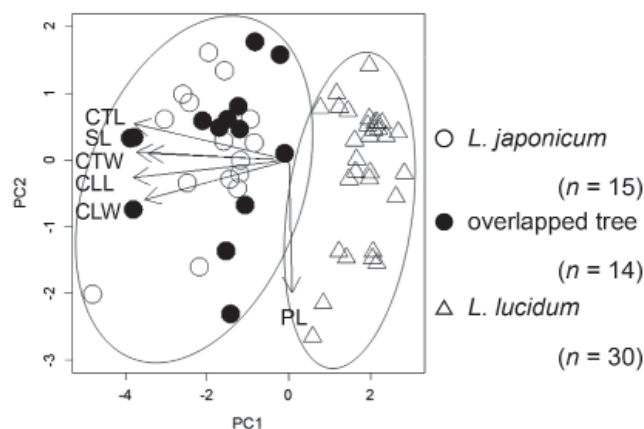 2
1
0
-1
-2
-3
PC2
CTL
SL
CTW
CLL
CLW
PL
-4
-2
0
2
PC1
L. japonicum
(n = 15)
overlapped tree
(n = 14)
L. lucidum
(n = 30)